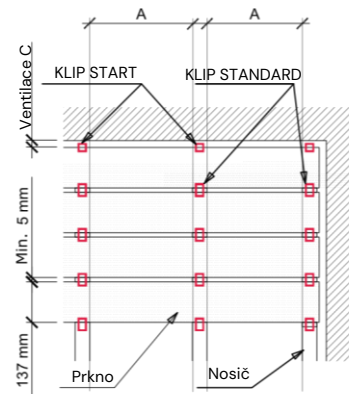 A A
KLIP START KLIP STANDARD
Ventilace C
Min. 5 mm
137 mm
Prkno Nosič